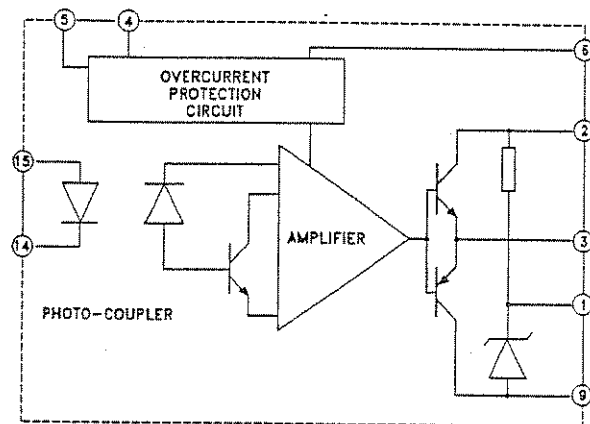 5
4
6
OVERCURRENT
PROTECTION
CIRCUIT
2
15
AMPLIFIER
14
3
PHOTO-COUPLER
1
9